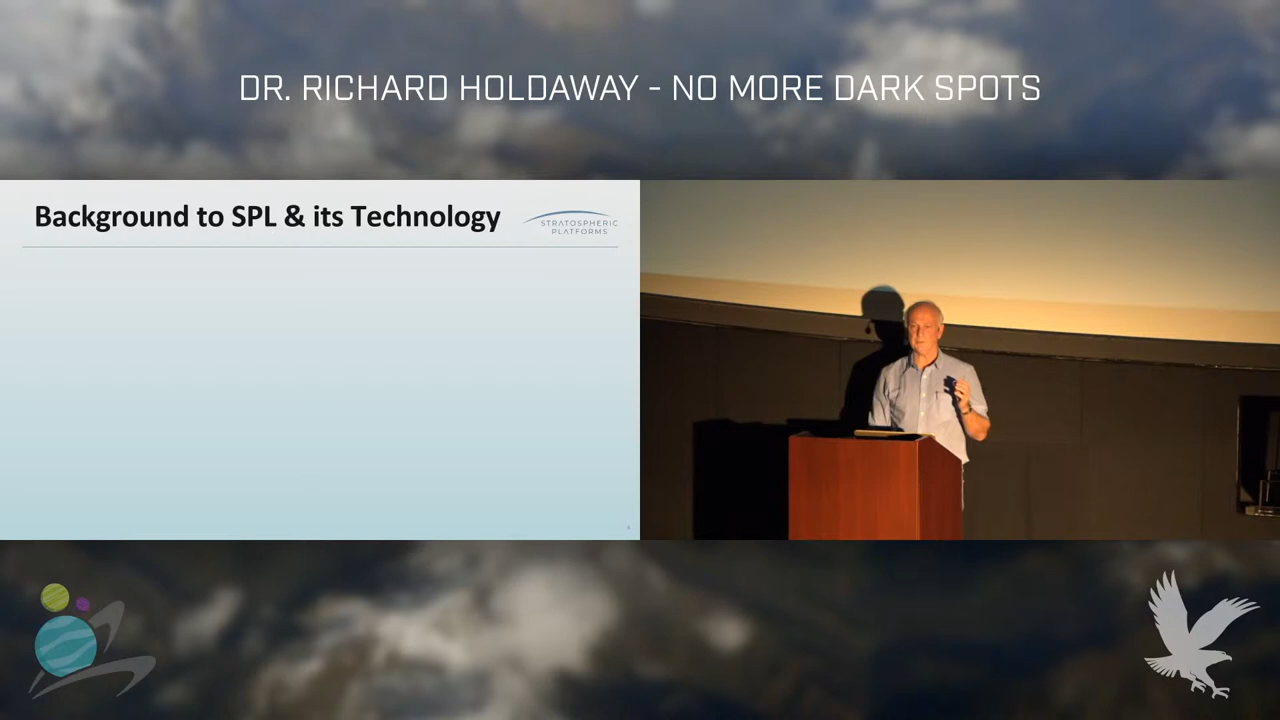 DR. RICHARD HOLDAWAY - NO MORE DARK SPOTS
Background to SPL & its Technology
STRATOSPHERIC
PLATFORMS